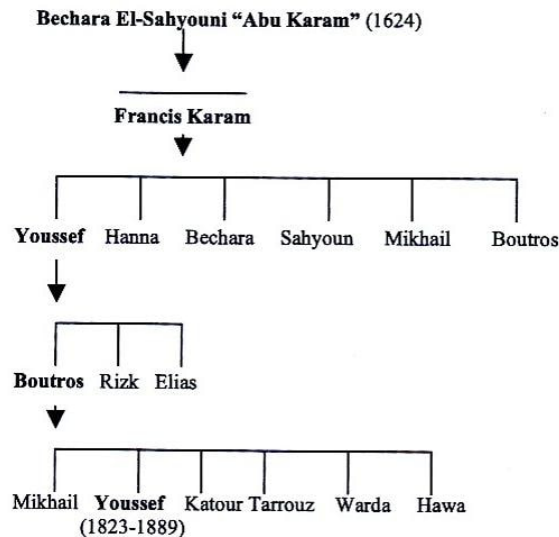 Bechara El-Sahyouni “Abu Karam” (1624)
Francis Karam
Youssef Hanna Bechara Sahyoun Mikhail Boutros
Boutros Rizk Elias
Mikhail Youssef Katour Tarrouz Warda Hawa
(1823-1889)